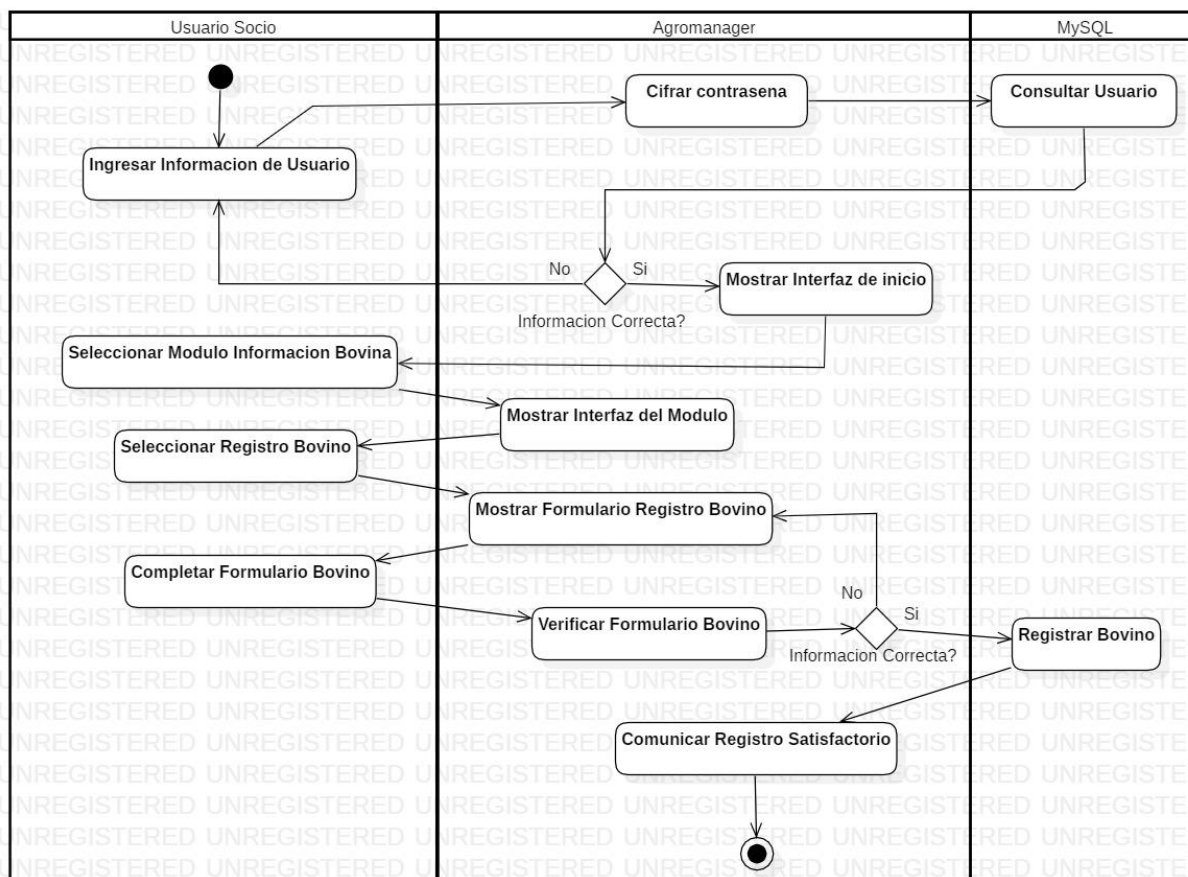 Usuario Socio
Agromanager
MySQL
Cifrar contrasena
Consultar Usuario
Ingresar Informacion de Usuario
No
Si
Mostrar Interfaz de inicio
Informacion Correcta?
Seleccionar Modulo Informacion Bovina
Mostrar Interfaz del Modulo
Seleccionar Registro Bovino
Mostrar Formulario Registro Bovino
Completar Formulario Bovino
No
Si
Verificar Formulario Bovino
Registrar Bovino
Informacion Correcta?
Comunicar Registro Satisfactorio
UNREGISTERED